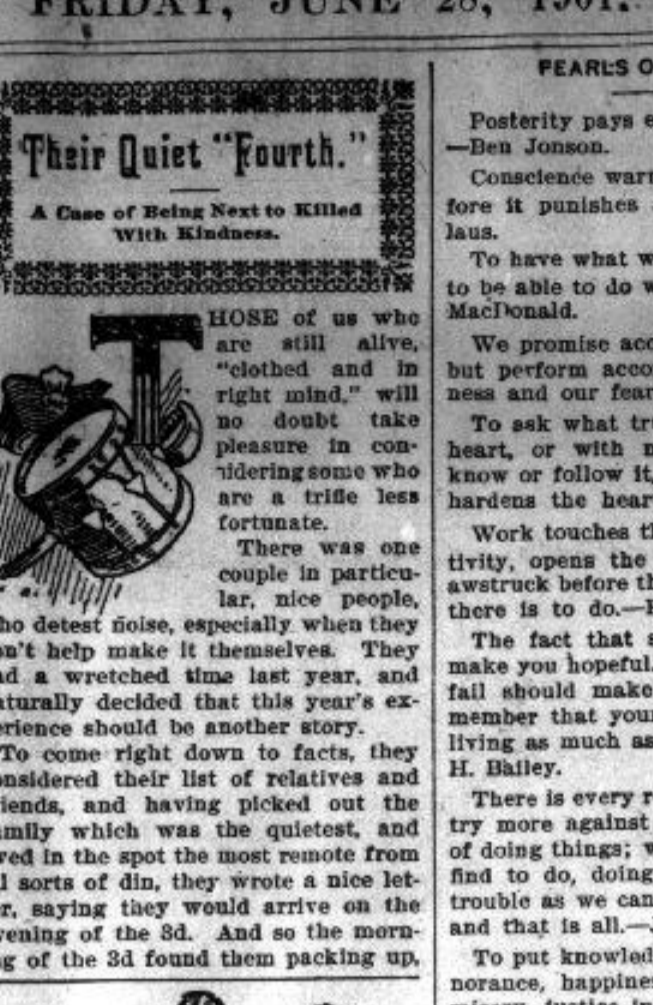 FRIDAY, JUNE 28, 1901.
Their Quiet "Fourth."
A Case of Being Next to Killed
With Kindness.
THOSE of us who
are still alive,
"clothed and in
right mind," will
no doubt take
pleasure in con-
sidering some who
are a trifle less
fortunate.
There was one
couple in particu-
lar, nice people,
ho detest noise, especially when they
n't help make it themselves. They
ad a wretched time last year, and
aturally decided that this year's ex-
erience should be another story.
To come right down to facts, they
onsidered their list of relatives and
iends, and having picked out the
amily which was the quietest, and
ved in the spot the most remote from
l sorts of din, they wrote a nice let-
r, saying they would arrive on the
vening of the 3d. And so the morn-
g of the 3d found them packing up,
PEARLS O
Posterity pays e
—Ben Jonson.
Conscience warn
fore it punishes
laus.
To have what w
to be able to do w
MacDonald.
We promise acc
but perform acco
ness and our fear
To ask what tr
heart, or with n
know or follow it,
hardens the hear
Work touches th
tivity, opens the
awstruck before th
there is to do.—
The fact that s
make you hopeful.
fail should make
member that your
living as much as
H. Bailey.
There is every r
try more against
of doing things; w
find to do, doing
trouble as we can
and that is all.—
To put knowled
norance, happines